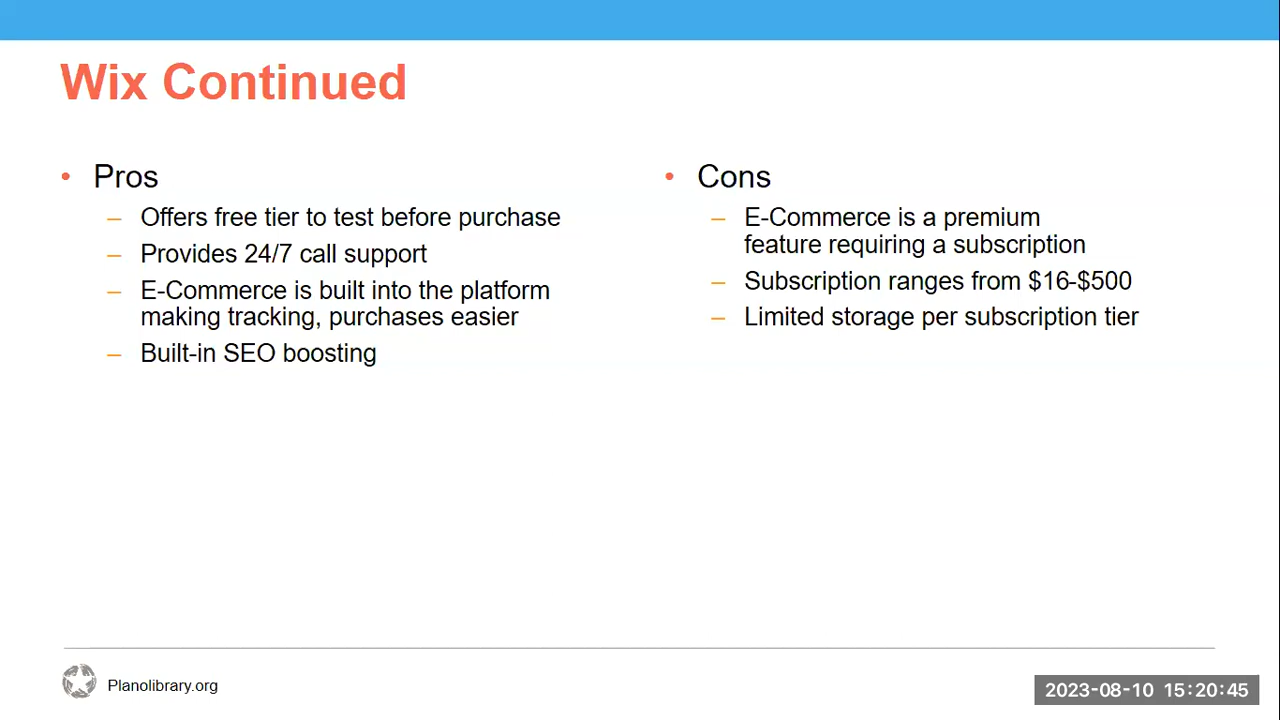 Wix Continued
• Pros
– Offers free tier to test before purchase
– Provides 24/7 call support
– E-Commerce is built into the platform
making tracking, purchases easier
– Built-in SEO boosting
• Cons
– E-Commerce is a premium
feature requiring a subscription
– Subscription ranges from $16-$500
– Limited storage per subscription tier
Planolibrary.org
2023-08-10 15:20:45